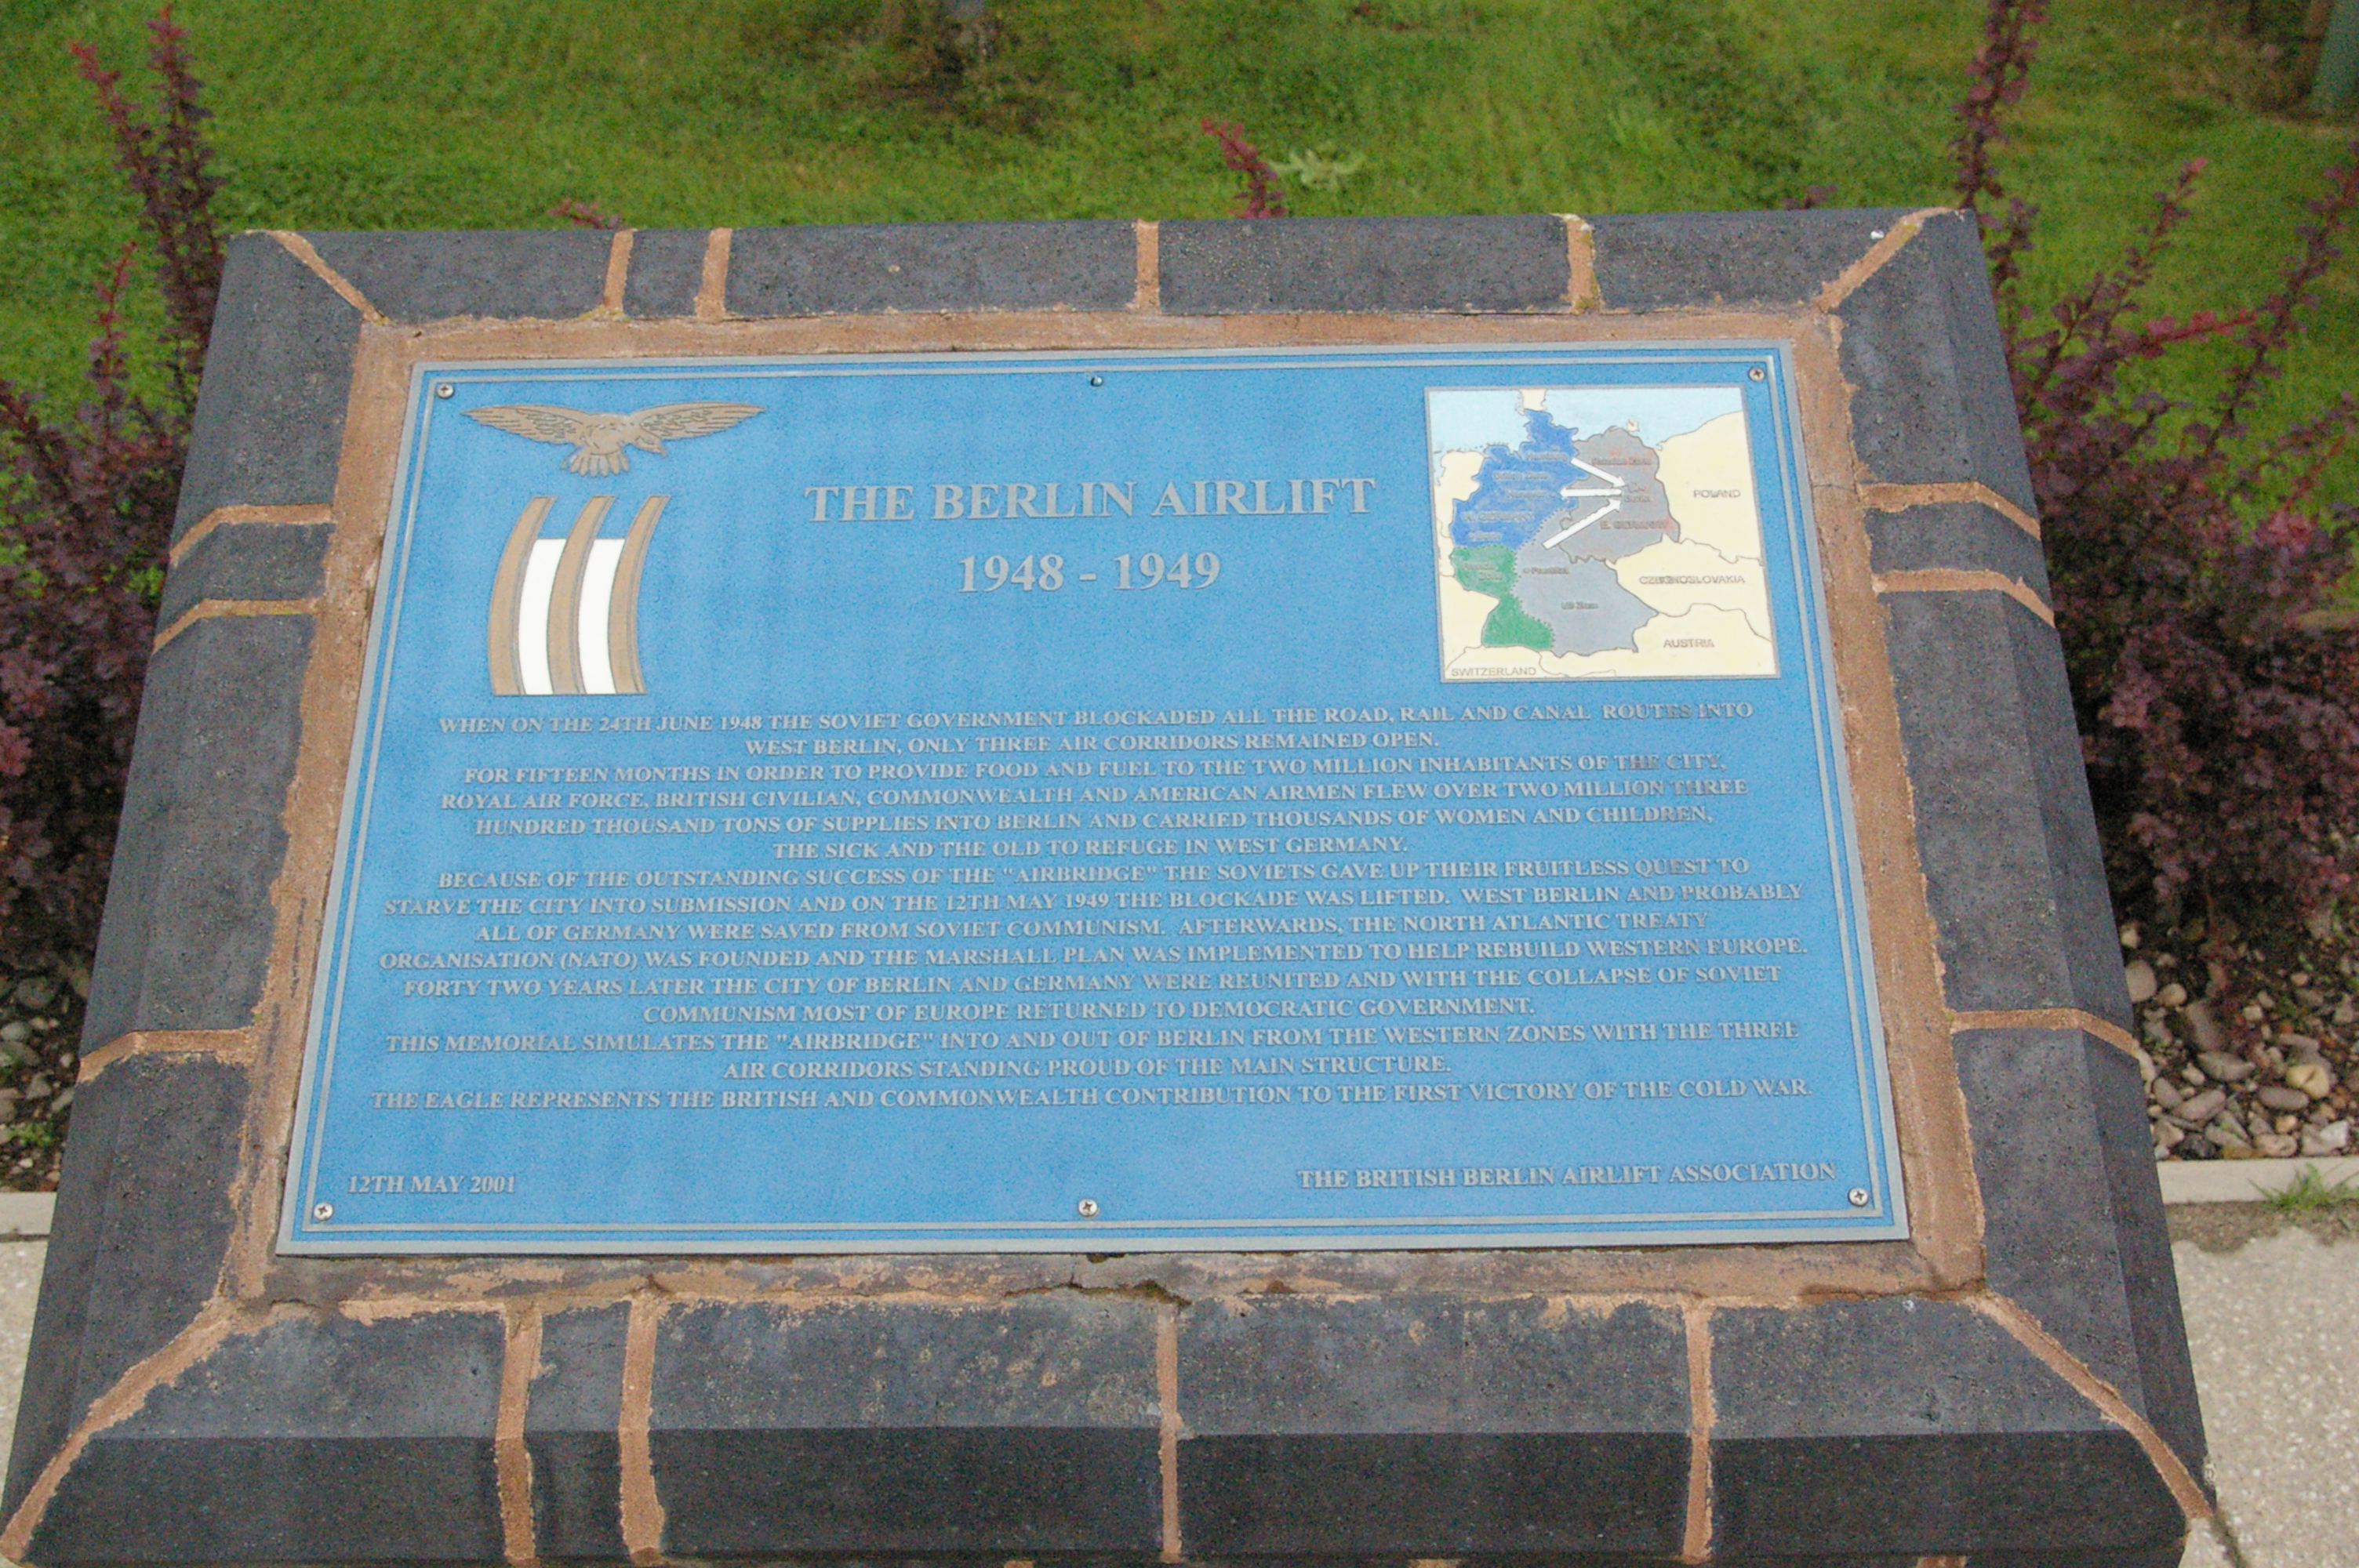 THE BERLIN AIRLIFT
1948 - 1949
POLAND
CZECHOSLOVAKIA
US Zone
AUSTRIA
SWITZERLAND
WHEN ON THE 24TH JUNE 1948 THE SOVIET GOVERNMENT BLOCKADED ALL THE ROAD, RAIL AND CANAL ROUTES INTO
WEST BERLIN, ONLY THREE AIR CORRIDORS REMAINED OPEN.
FOR FIFTEEN MONTHS IN ORDER TO PROVIDE FOOD AND FUEL TO THE TWO MILLION INHABITANTS OF THE CITY,
ROYAL AIR FORCE, BRITISH CIVILIAN, COMMONWEALTH AND AMERICAN AIRMEN FLEW OVER TWO MILLION THREE
HUNDRED THOUSAND TONS OF SUPPLIES INTO BERLIN AND CARRIED THOUSANDS OF WOMEN AND CHILDREN,
THE SICK AND THE OLD TO REFUGE IN WEST GERMANY.
BECAUSE OF THE OUTSTANDING SUCCESS OF THE "AIRBRIDGE" THE SOVIETS GAVE UP THEIR FRUITLESS QUEST TO
STARVE THE CITY INTO SUBMISSION AND ON THE 12TH MAY 1949 THE BLOCKADE WAS LIFTED. WEST BERLIN AND PROBABLY
ALL OF GERMANY WERE SAVED FROM SOVIET COMMUNISM. AFTERWARDS, THE NORTH ATLANTIC TREATY
ORGANISATION (NATO) WAS FOUNDED AND THE MARSHALL PLAN WAS IMPLEMENTED TO HELP REBUILD WESTERN EUROPE.
FORTY TWO YEARS LATER THE CITY OF BERLIN AND GERMANY WERE REUNITED AND WITH THE COLLAPSE OF SOVIET
COMMUNISM MOST OF EUROPE RETURNED TO DEMOCRATIC GOVERNMENT.
THIS MEMORIAL SIMULATES THE "AIRBRIDGE" INTO AND OUT OF BERLIN FROM THE WESTERN ZONES WITH THE THREE
AIR CORRIDORS STANDING PROUD OF THE MAIN STRUCTURE.
THE EAGLE REPRESENTS THE BRITISH AND COMMONWEALTH CONTRIBUTION TO THE FIRST VICTORY OF THE COLD WAR.
12TH MAY 2001
THE BRITISH BERLIN AIRLIFT ASSOCIATION